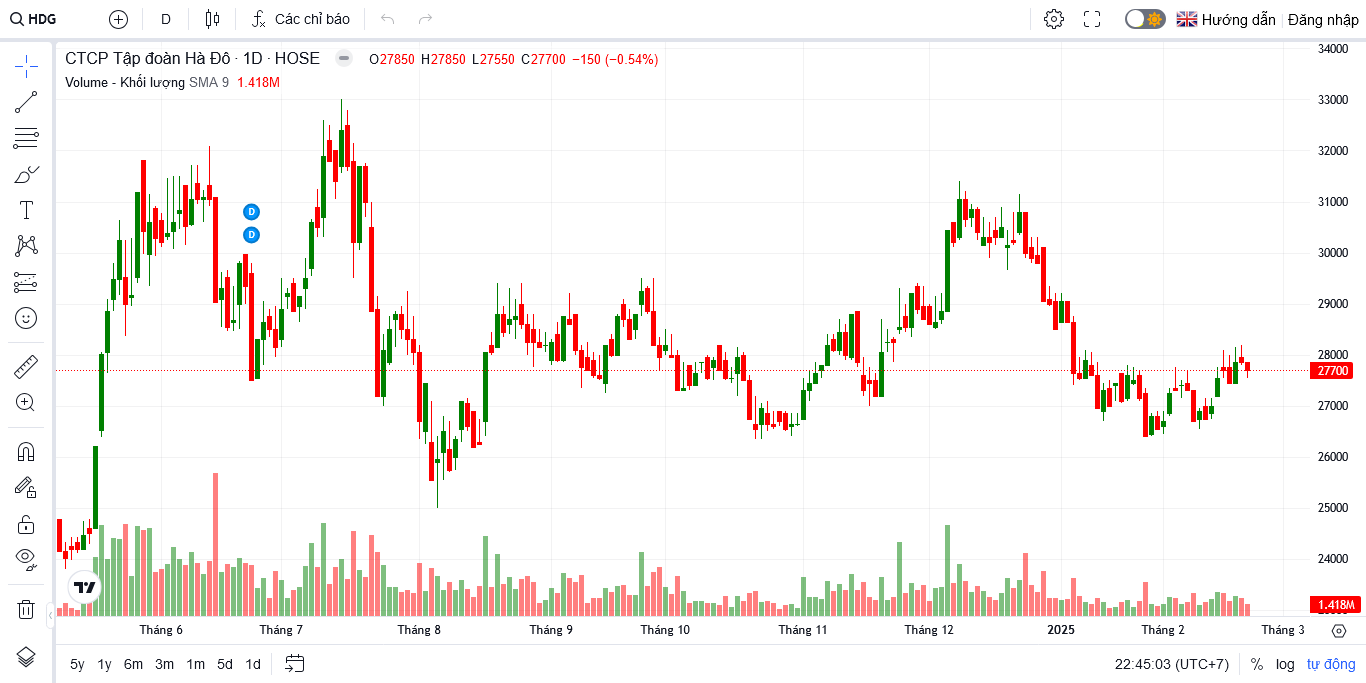 HDG D Các chỉ báo Hướng dẫn Đăng nhập
CTCP Tập đoàn Hà Đô · 1D · HOSE O27850 H27850 L27550 C27700 −150 (−0.54%)
Volume - Khối lượng SMA 9 1.418M
34000
33000
32000
31000
D
D
30000
29000
28000
27700
27000
26000
25000
24000
1.418M
Tháng 6 Tháng 7 Tháng 8 Tháng 9 Tháng 10 Tháng 11 Tháng 12 2025 Tháng 2 Tháng 3
5y 1y 6m 3m 1m 5d 1d 22:45:03 (UTC+7) % log tự động